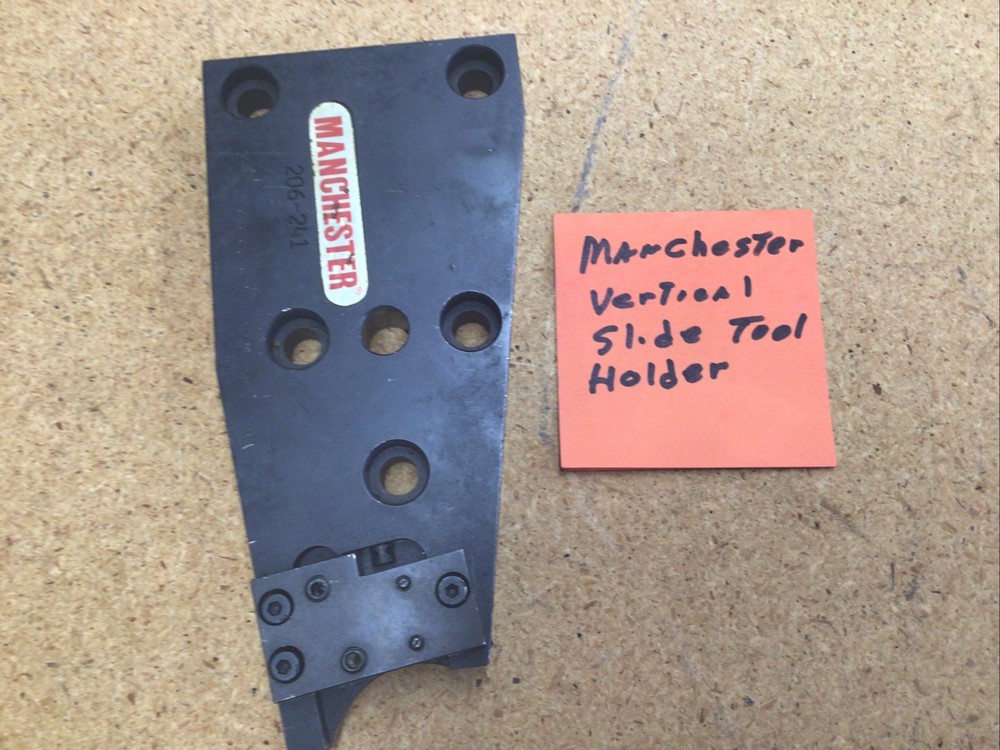 MANCHESTER®
206-241
Manchester
Vertical
Slide Tool
Holder